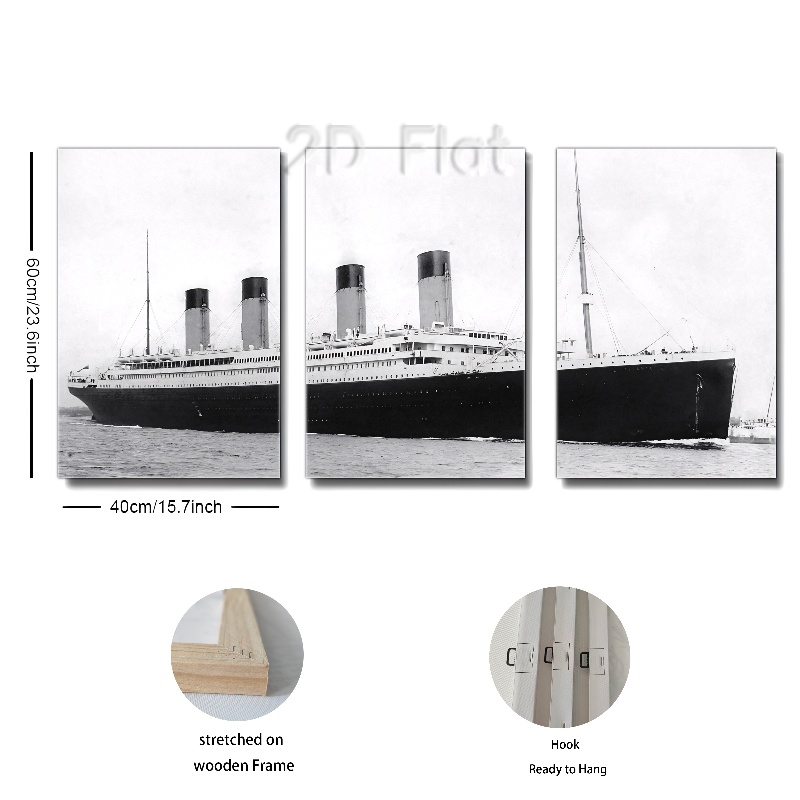 2D Flat
60cm/23.6inch
40cm/15.7inch
stretched on
wooden Frame
Hook
Ready to Hang